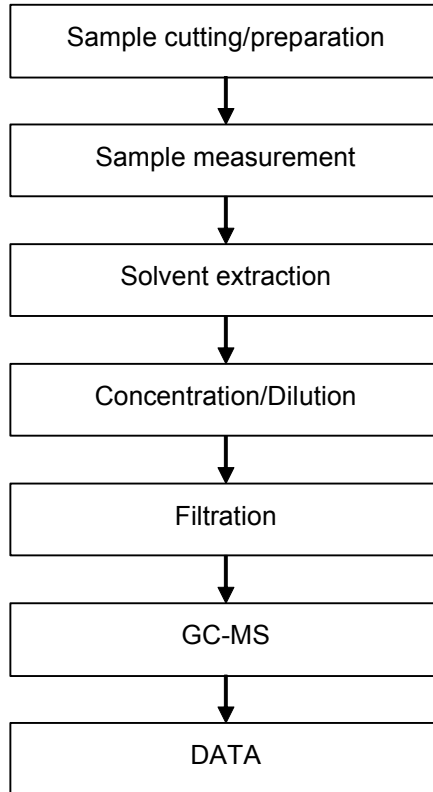 Sample cutting/preparation
Sample measurement
Solvent extraction
Concentration/Dilution
Filtration
GC-MS
DATA